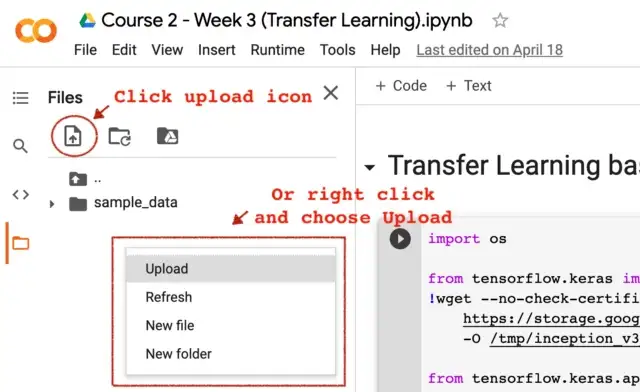 Course 2 - Week 3 (Transfer Learning).ipynb
File Edit View Insert Runtime Tools Help Last edited on April 18
Files
Click upload icon
+ Code + Text
..
sample_data
Or right click
and choose Upload
Upload
Refresh
New file
New folder
Transfer Learning ba
import os
from tensorflow.keras im
!wget --no-check-certifi
https://storage.goog
-O /tmp/inception_v3
from tensorflow.keras.ap